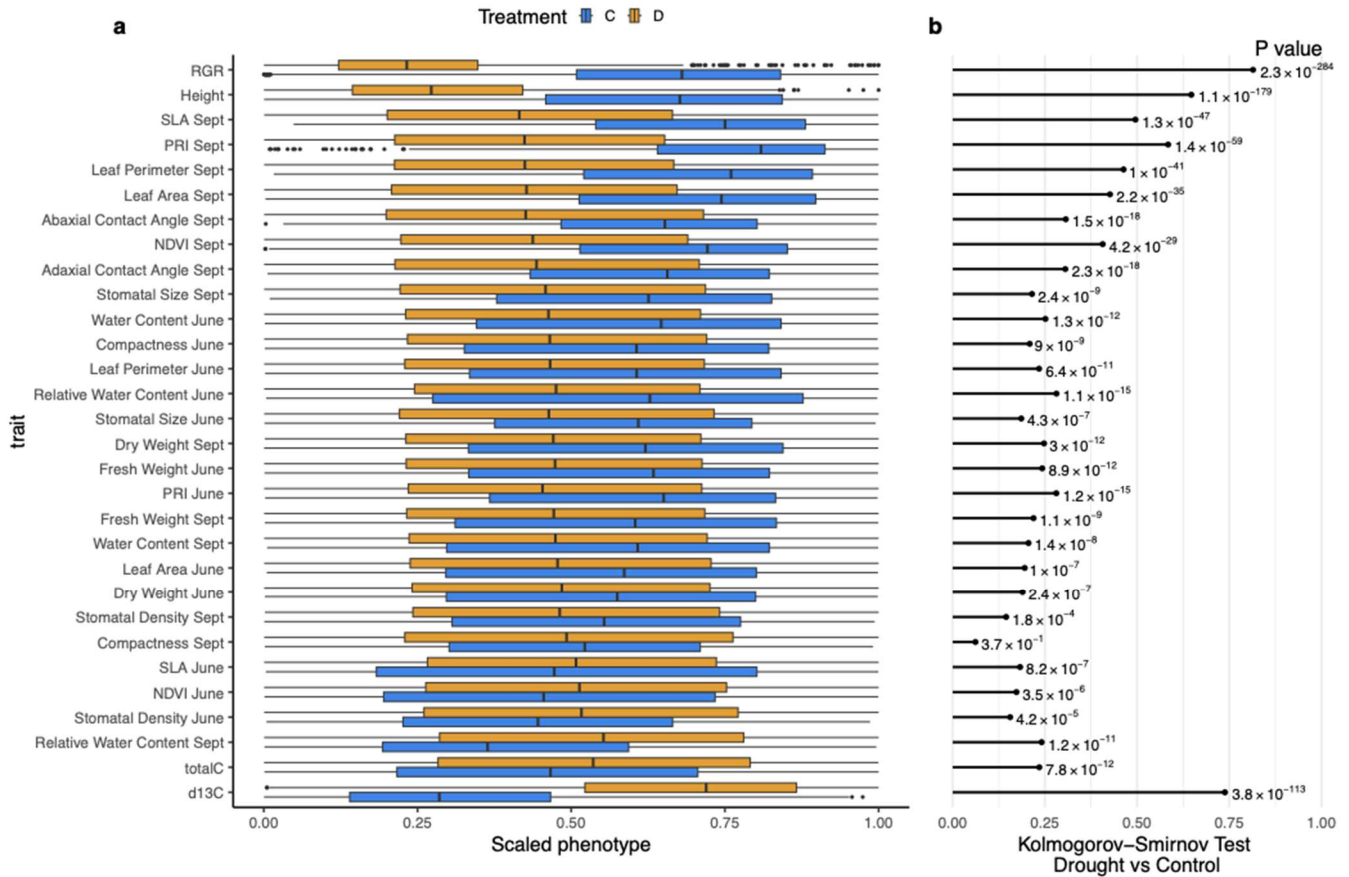 a
Treatment C D
b
P value
trait
RGR
Height
SLA Sept
PRI Sept
Leaf Perimeter Sept
Leaf Area Sept
Abaxial Contact Angle Sept
NDVI Sept
Adaxial Contact Angle Sept
Stomatal Size Sept
Water Content June
Compactness June
Leaf Perimeter June
Relative Water Content June
Stomatal Size June
Dry Weight Sept
Fresh Weight June
PRI June
Fresh Weight Sept
Water Content Sept
Leaf Area June
Dry Weight June
Stomatal Density Sept
Compactness Sept
SLA June
NDVI June
Stomatal Density June
Relative Water Content Sept
totalC
d13C
0.00 0.25 0.50 0.75 1.00
Scaled phenotype
2.3 × 10⁻²⁸⁴
1.1 × 10⁻¹⁷⁹
1.3 × 10⁻⁴⁷
1.4 × 10⁻⁵⁹
1 × 10⁻⁴¹
2.2 × 10⁻³⁵
1.5 × 10⁻¹⁸
4.2 × 10⁻²⁹
2.3 × 10⁻¹⁸
2.4 × 10⁻⁹
1.3 × 10⁻¹²
9 × 10⁻⁹
6.4 × 10⁻¹¹
1.1 × 10⁻¹⁵
4.3 × 10⁻⁷
3 × 10⁻¹²
8.9 × 10⁻¹²
1.2 × 10⁻¹⁵
1.1 × 10⁻⁹
1.4 × 10⁻⁸
1 × 10⁻⁷
2.4 × 10⁻⁷
1.8 × 10⁻⁴
3.7 × 10⁻¹
8.2 × 10⁻⁷
3.5 × 10⁻⁶
4.2 × 10⁻⁵
1.2 × 10⁻¹¹
7.8 × 10⁻¹²
3.8 × 10⁻¹¹³
0.00 0.25 0.50 0.75 1.00
Kolmogorov−Smirnov Test
Drought vs Control